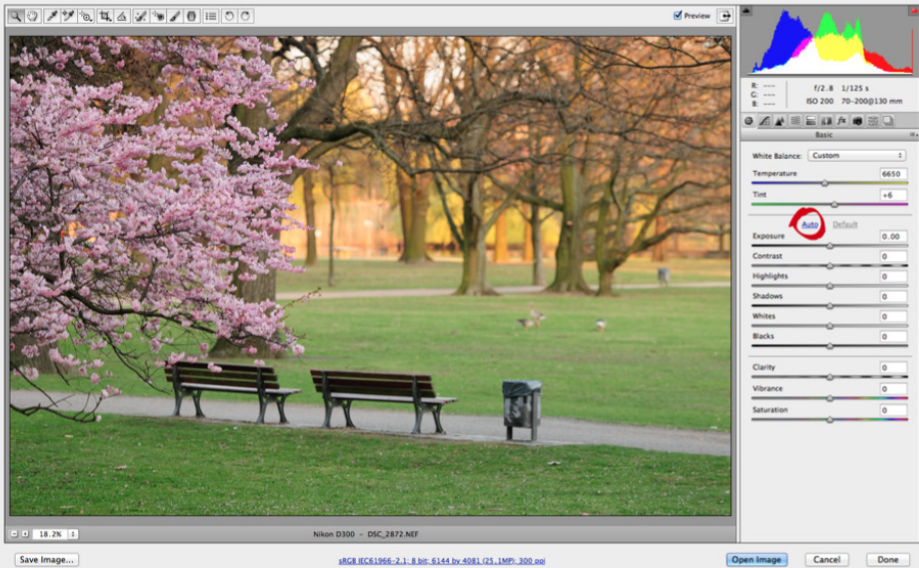 Preview
R: ---
G: ---
B: ---
f/2.8 1/125 s
ISO 200 70-200@130 mm
fx
Basic
White Balance: Custom
Temperature 6650
Tint +6
Auto Default
Exposure 0.00
Contrast 0
Highlights 0
Shadows 0
Whites 0
Blacks 0
Clarity 0
Vibrance 0
Saturation 0
18.2% Nikon D300 - DSC_2872.NEF
Save Image... sRGB IEC61966-2.1; 8 bit; 6144 by 4081 (25.1MP); 300 ppi Open Image Cancel Done